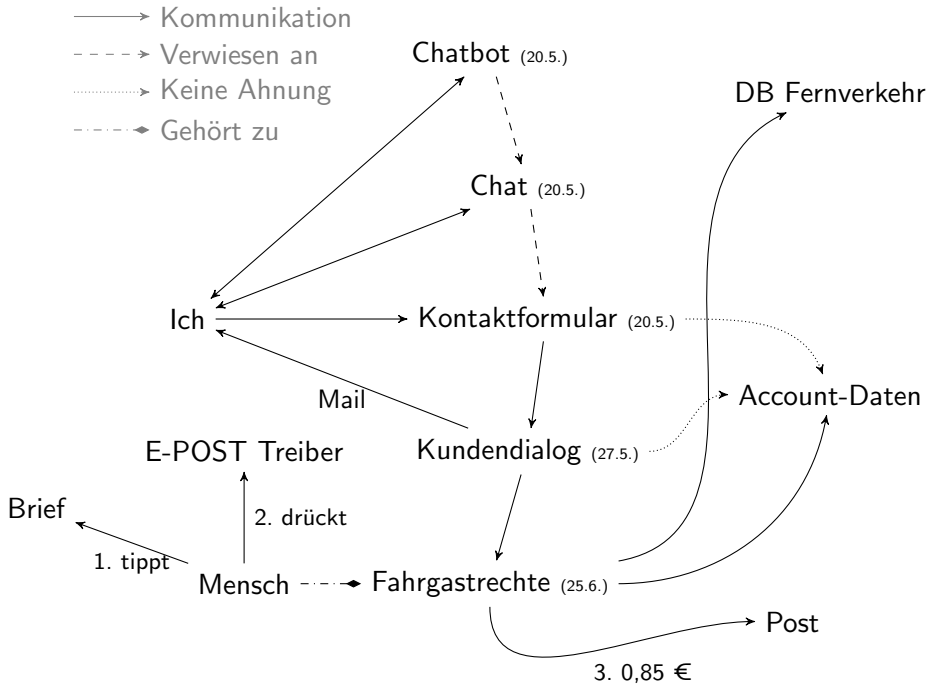 Kommunikation
Verwiesen an
Keine Ahnung
Gehört zu
Chatbot (20.5.)
DB Fernverkehr
Chat (20.5.)
Ich
Kontaktformular (20.5.)
Mail
Account-Daten
E-POST Treiber
Kundendialog (27.5.)
Brief
2. drückt
1. tippt
Mensch
Fahrgastrechte (25.6.)
Post
3. 0,85 €